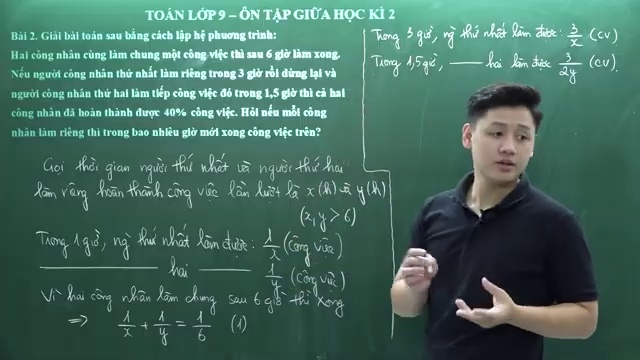 TOÁN LỚP 9 – ÔN TẬP GIỮA HỌC KÌ 2
Bài 2. Giải bài toán sau bằng cách lập hệ phương trình:
Hai công nhân cùng làm chung một công việc thì sau 6 giờ làm xong.
Nếu người công nhân thứ nhất làm riêng trong 3 giờ rồi dừng lại và
người công nhân thứ hai làm tiếp công việc đó trong 1,5 giờ thì cả hai
công nhân đã hoàn thành được 40% công việc. Hỏi nếu mỗi công
nhân làm riêng thì trong bao nhiêu giờ mới xong công việc trên?
Gọi thời gian người thứ nhất và người thứ hai
làm riêng hoàn thành công việc lần lượt là x (h) và y (h)
(x, y > 6)
Trong 1 giờ, ng thứ nhất làm được: 1/x (công việc)
——— hai ——— 1/y (công việc)
Vì hai công nhân làm chung sau 6 giờ thì xong
⇒ 1/x + 1/y = 1/6 (1)
Trong 3 giờ, ng thứ nhất làm được: 3/x (CV)
Trong 1,5 giờ, ——— hai làm được 3/2y (CV)